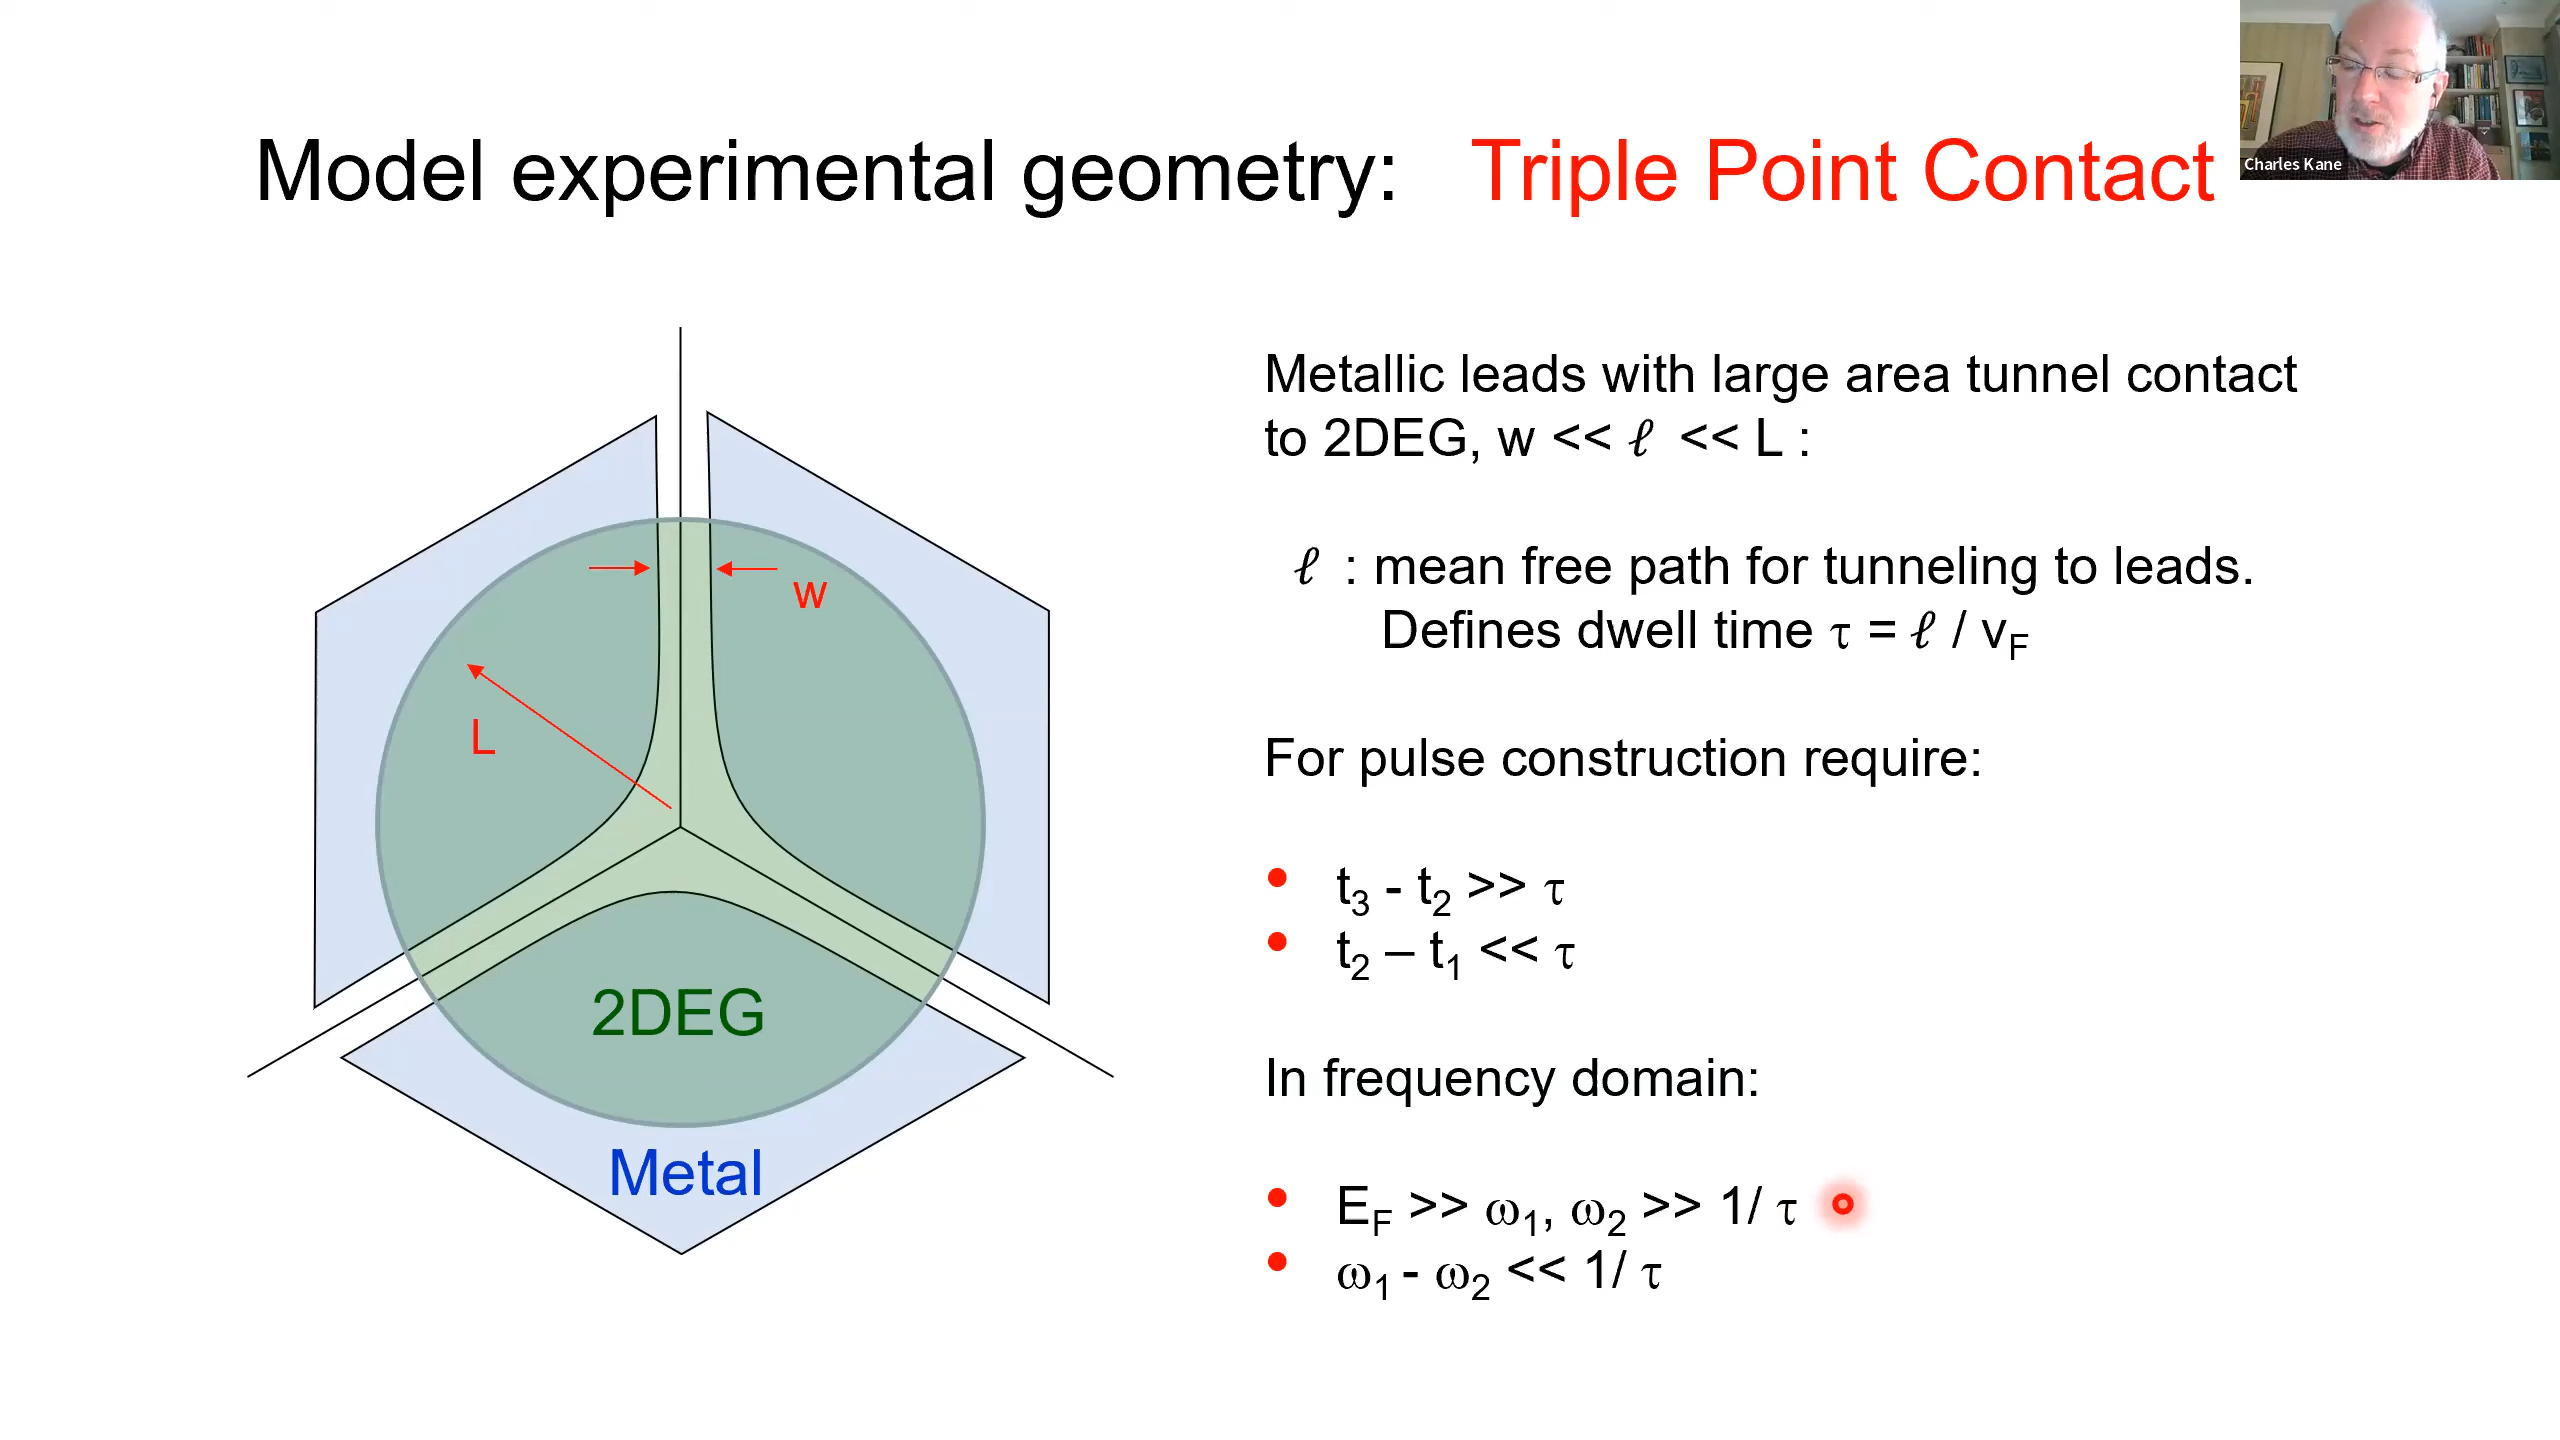 Charles Kane
Model experimental geometry: Triple Point Contact
Metallic leads with large area tunnel contact
to 2DEG, w << ℓ << L :
ℓ : mean free path for tunneling to leads.
Defines dwell time τ = ℓ / v_F
For pulse construction require:
• t₃ - t₂ >> τ
• t₂ – t₁ << τ
In frequency domain:
• E_F >> ω₁, ω₂ >> 1/ τ
• ω₁ - ω₂ << 1/ τ
w
L
2DEG
Metal